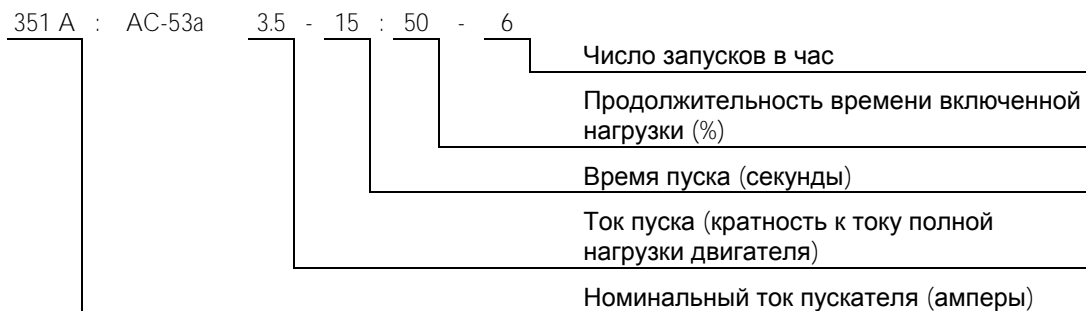 351 A : AC-53a 3.5 - 15 : 50 - 6
Число запусков в час
Продолжительность времени включенной
нагрузки (%)
Время пуска (секунды)
Ток пуска (кратность к току полной
нагрузки двигателя)
Номинальный ток пускателя (амперы)